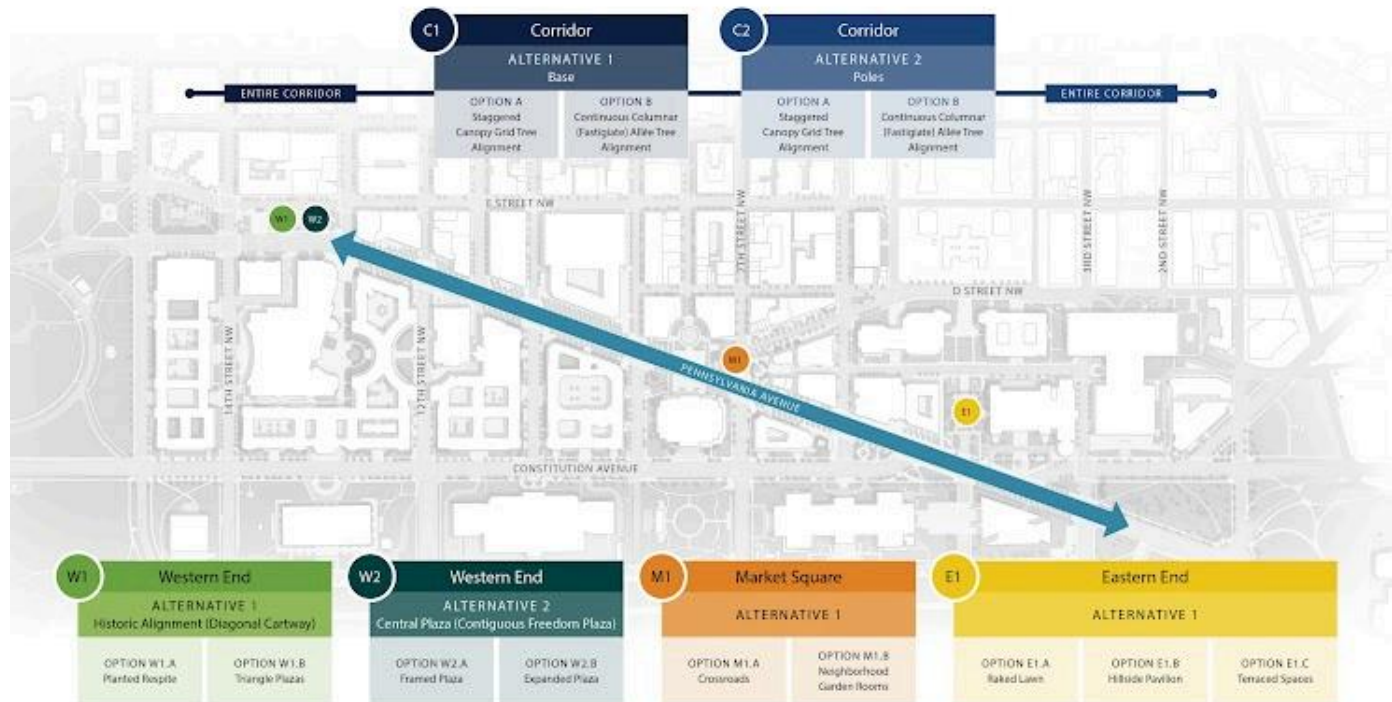 C1
Corridor
ALTERNATIVE 1
Base
OPTION A
Staggered
Canopy Grid Tree
Alignment
OPTION B
Continuous Columnar
(Fastigiate) Allée Tree
Alignment
C2
Corridor
ALTERNATIVE 2
Poles
OPTION A
Staggered
Canopy Grid Tree
Alignment
OPTION B
Continuous Columnar
(Fastigiate) Allée Tree
Alignment
ENTIRE CORRIDOR
ENTIRE CORRIDOR
W1
W2
E STREET NW
7TH STREET NW
3RD STREET NW
2ND STREET NW
D STREET NW
14TH STREET NW
12TH STREET NW
M1
PENNSYLVANIA AVENUE
E1
CONSTITUTION AVENUE
W1
Western End
ALTERNATIVE 1
Historic Alignment (Diagonal Cartway)
OPTION W1.A
Planted Respite
OPTION W1.B
Triangle Plazas
W2
Western End
ALTERNATIVE 2
Central Plaza (Contiguous Freedom Plaza)
OPTION W2.A
Framed Plaza
OPTION W2.B
Expanded Plaza
M1
Market Square
ALTERNATIVE 1
OPTION M1.A
Crossroads
OPTION M1.B
Neighborhood
Garden Rooms
E1
Eastern End
ALTERNATIVE 1
OPTION E1.A
Raked Lawn
OPTION E1.B
Hillside Pavilion
OPTION E1.C
Terraced Spaces